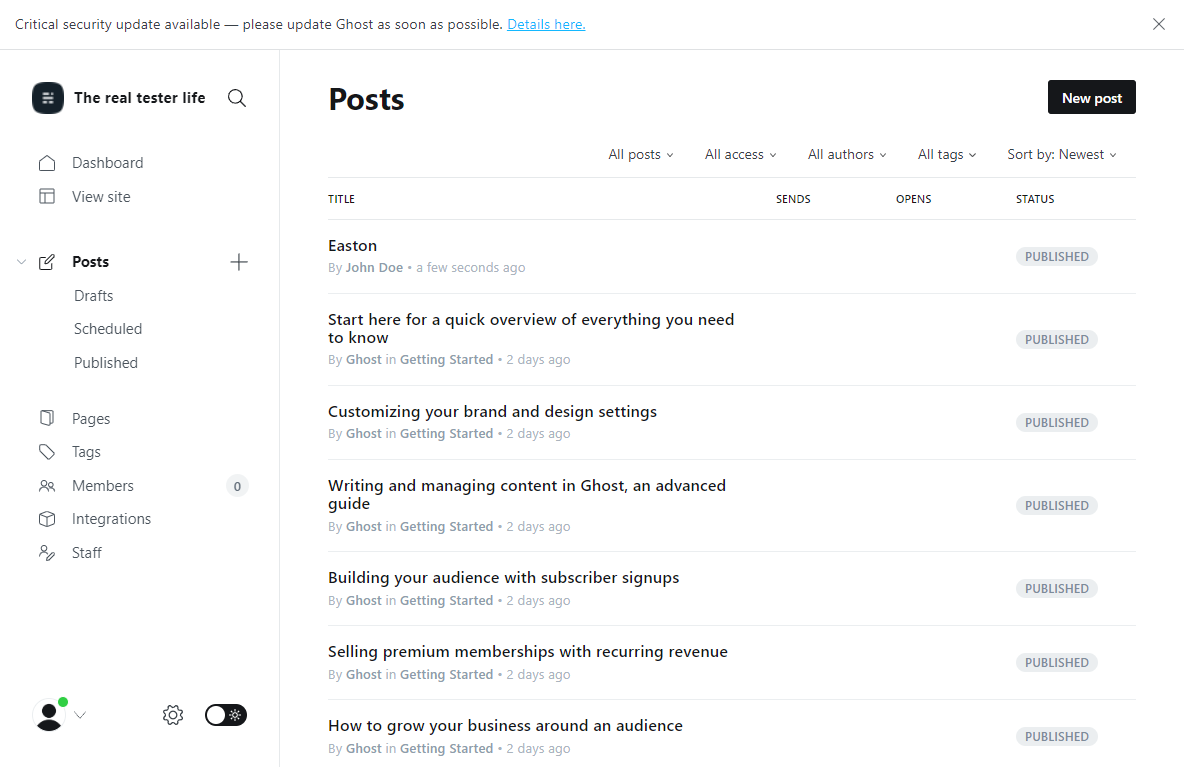 Critical security update available — please update Ghost as soon as possible. Details here.
The real tester life
Dashboard
View site
Posts
Drafts
Scheduled
Published
Pages
Tags
Members 0
Integrations
Staff
Posts
New post
All posts All access All authors All tags Sort by: Newest
TITLE SENDS OPENS STATUS
Easton
By John Doe • a few seconds ago
PUBLISHED
Start here for a quick overview of everything you need
to know
By Ghost in Getting Started • 2 days ago
PUBLISHED
Customizing your brand and design settings
By Ghost in Getting Started • 2 days ago
PUBLISHED
Writing and managing content in Ghost, an advanced
guide
By Ghost in Getting Started • 2 days ago
PUBLISHED
Building your audience with subscriber signups
By Ghost in Getting Started • 2 days ago
PUBLISHED
Selling premium memberships with recurring revenue
By Ghost in Getting Started • 2 days ago
PUBLISHED
How to grow your business around an audience
By Ghost in Getting Started • 2 days ago
PUBLISHED